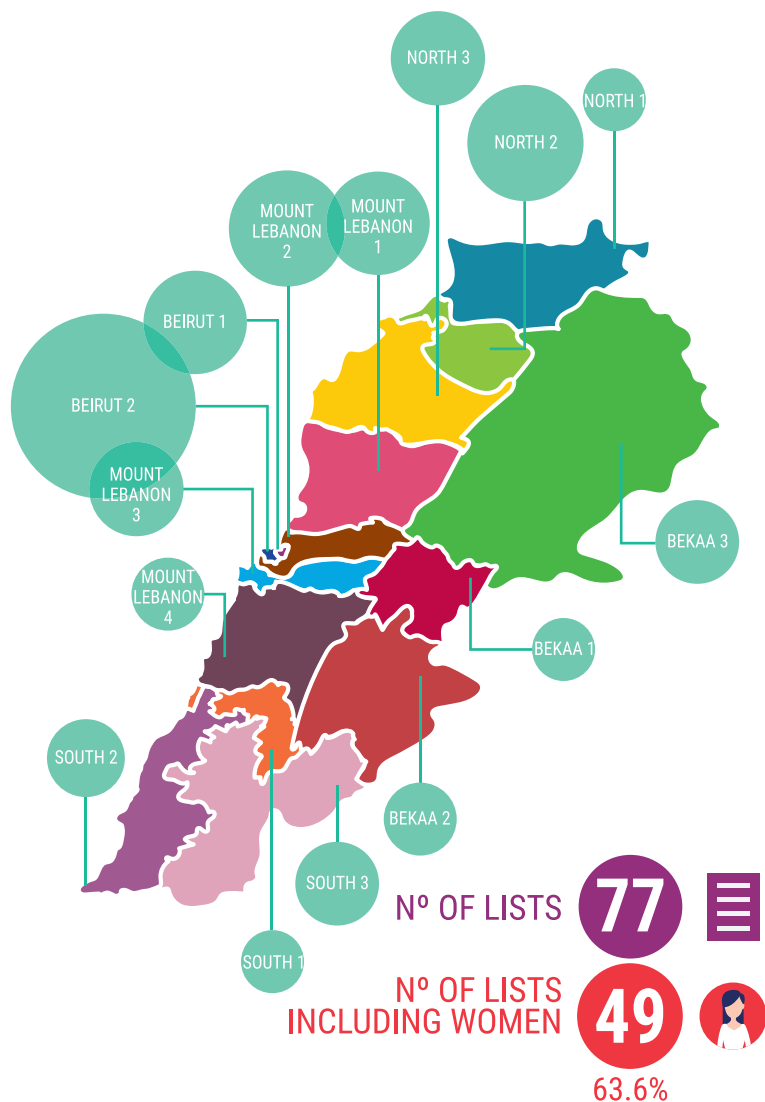 NORTH 3
NORTH 1
NORTH 2
MOUNT
LEBANON
2
MOUNT
LEBANON
1
BEIRUT 1
BEIRUT 2
MOUNT
LEBANON
3
BEKAA 3
MOUNT
LEBANON
4
BEKAA 1
SOUTH 2
BEKAA 2
SOUTH 3
SOUTH 1
Nº OF LISTS
77
Nº OF LISTS
INCLUDING WOMEN
49
63.6%